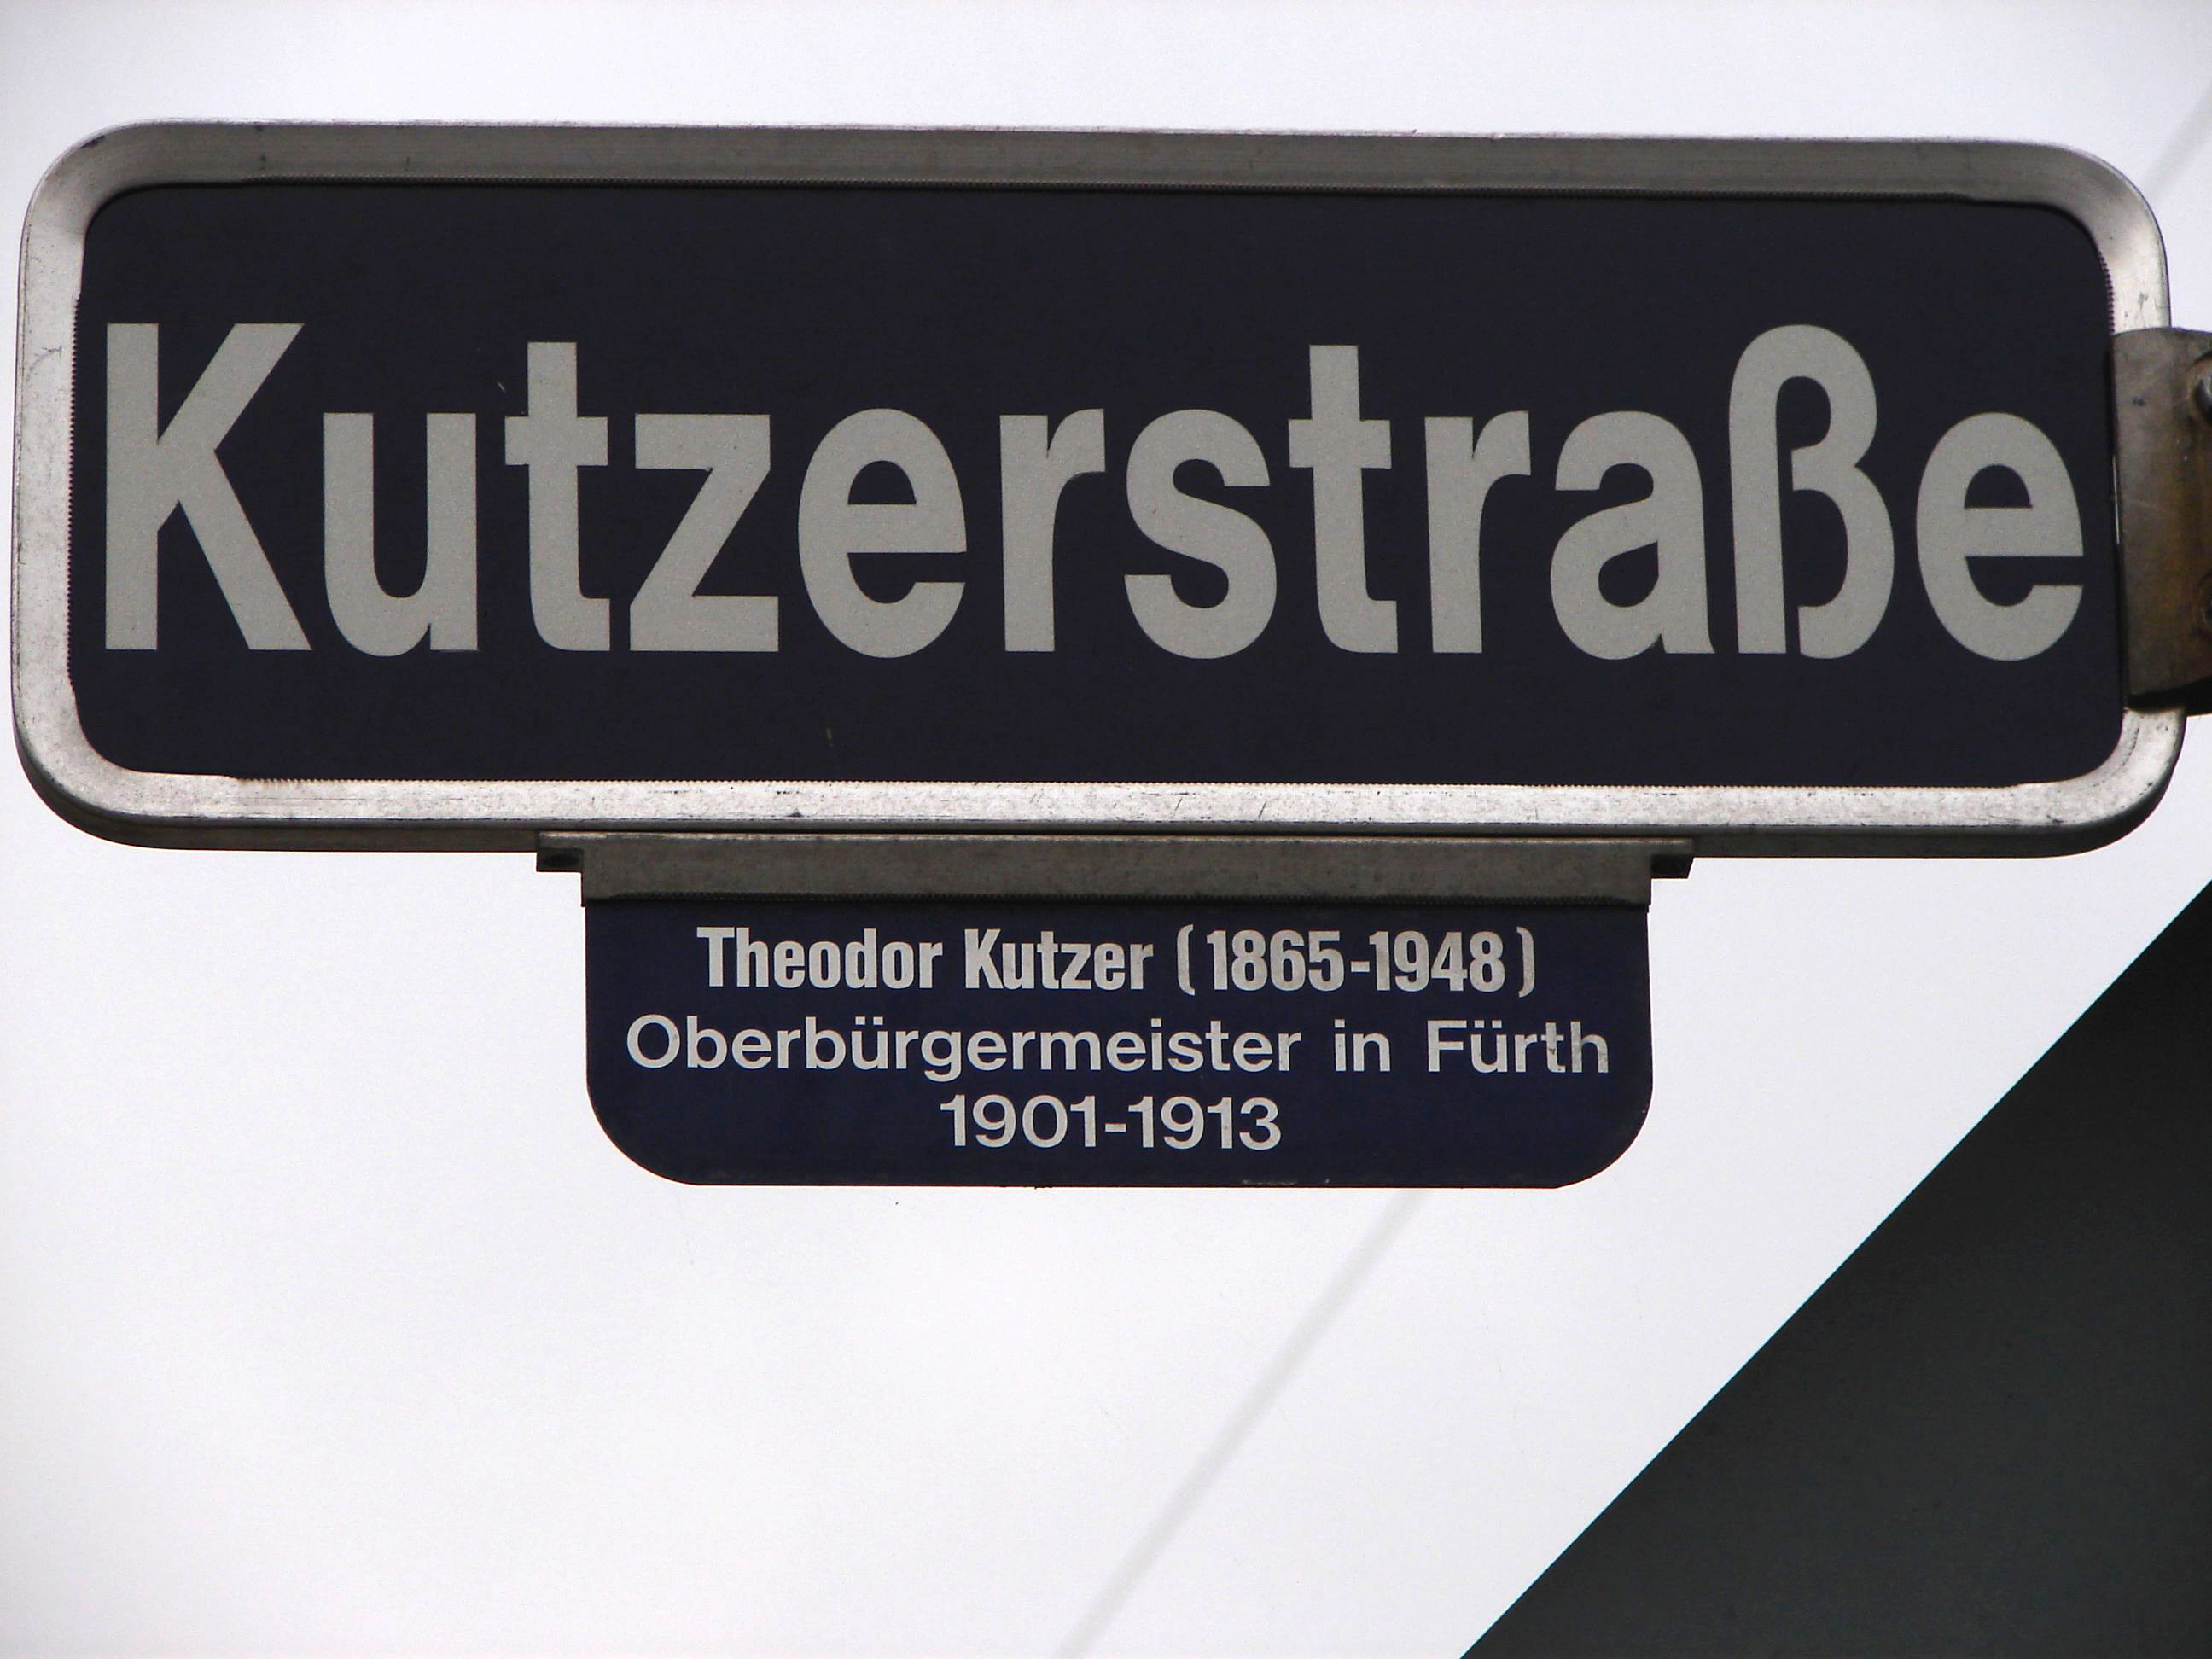 Kutzerstraße
Theodor Kutzer (1865-1948)
Oberbürgermeister in Fürth
1901-1913